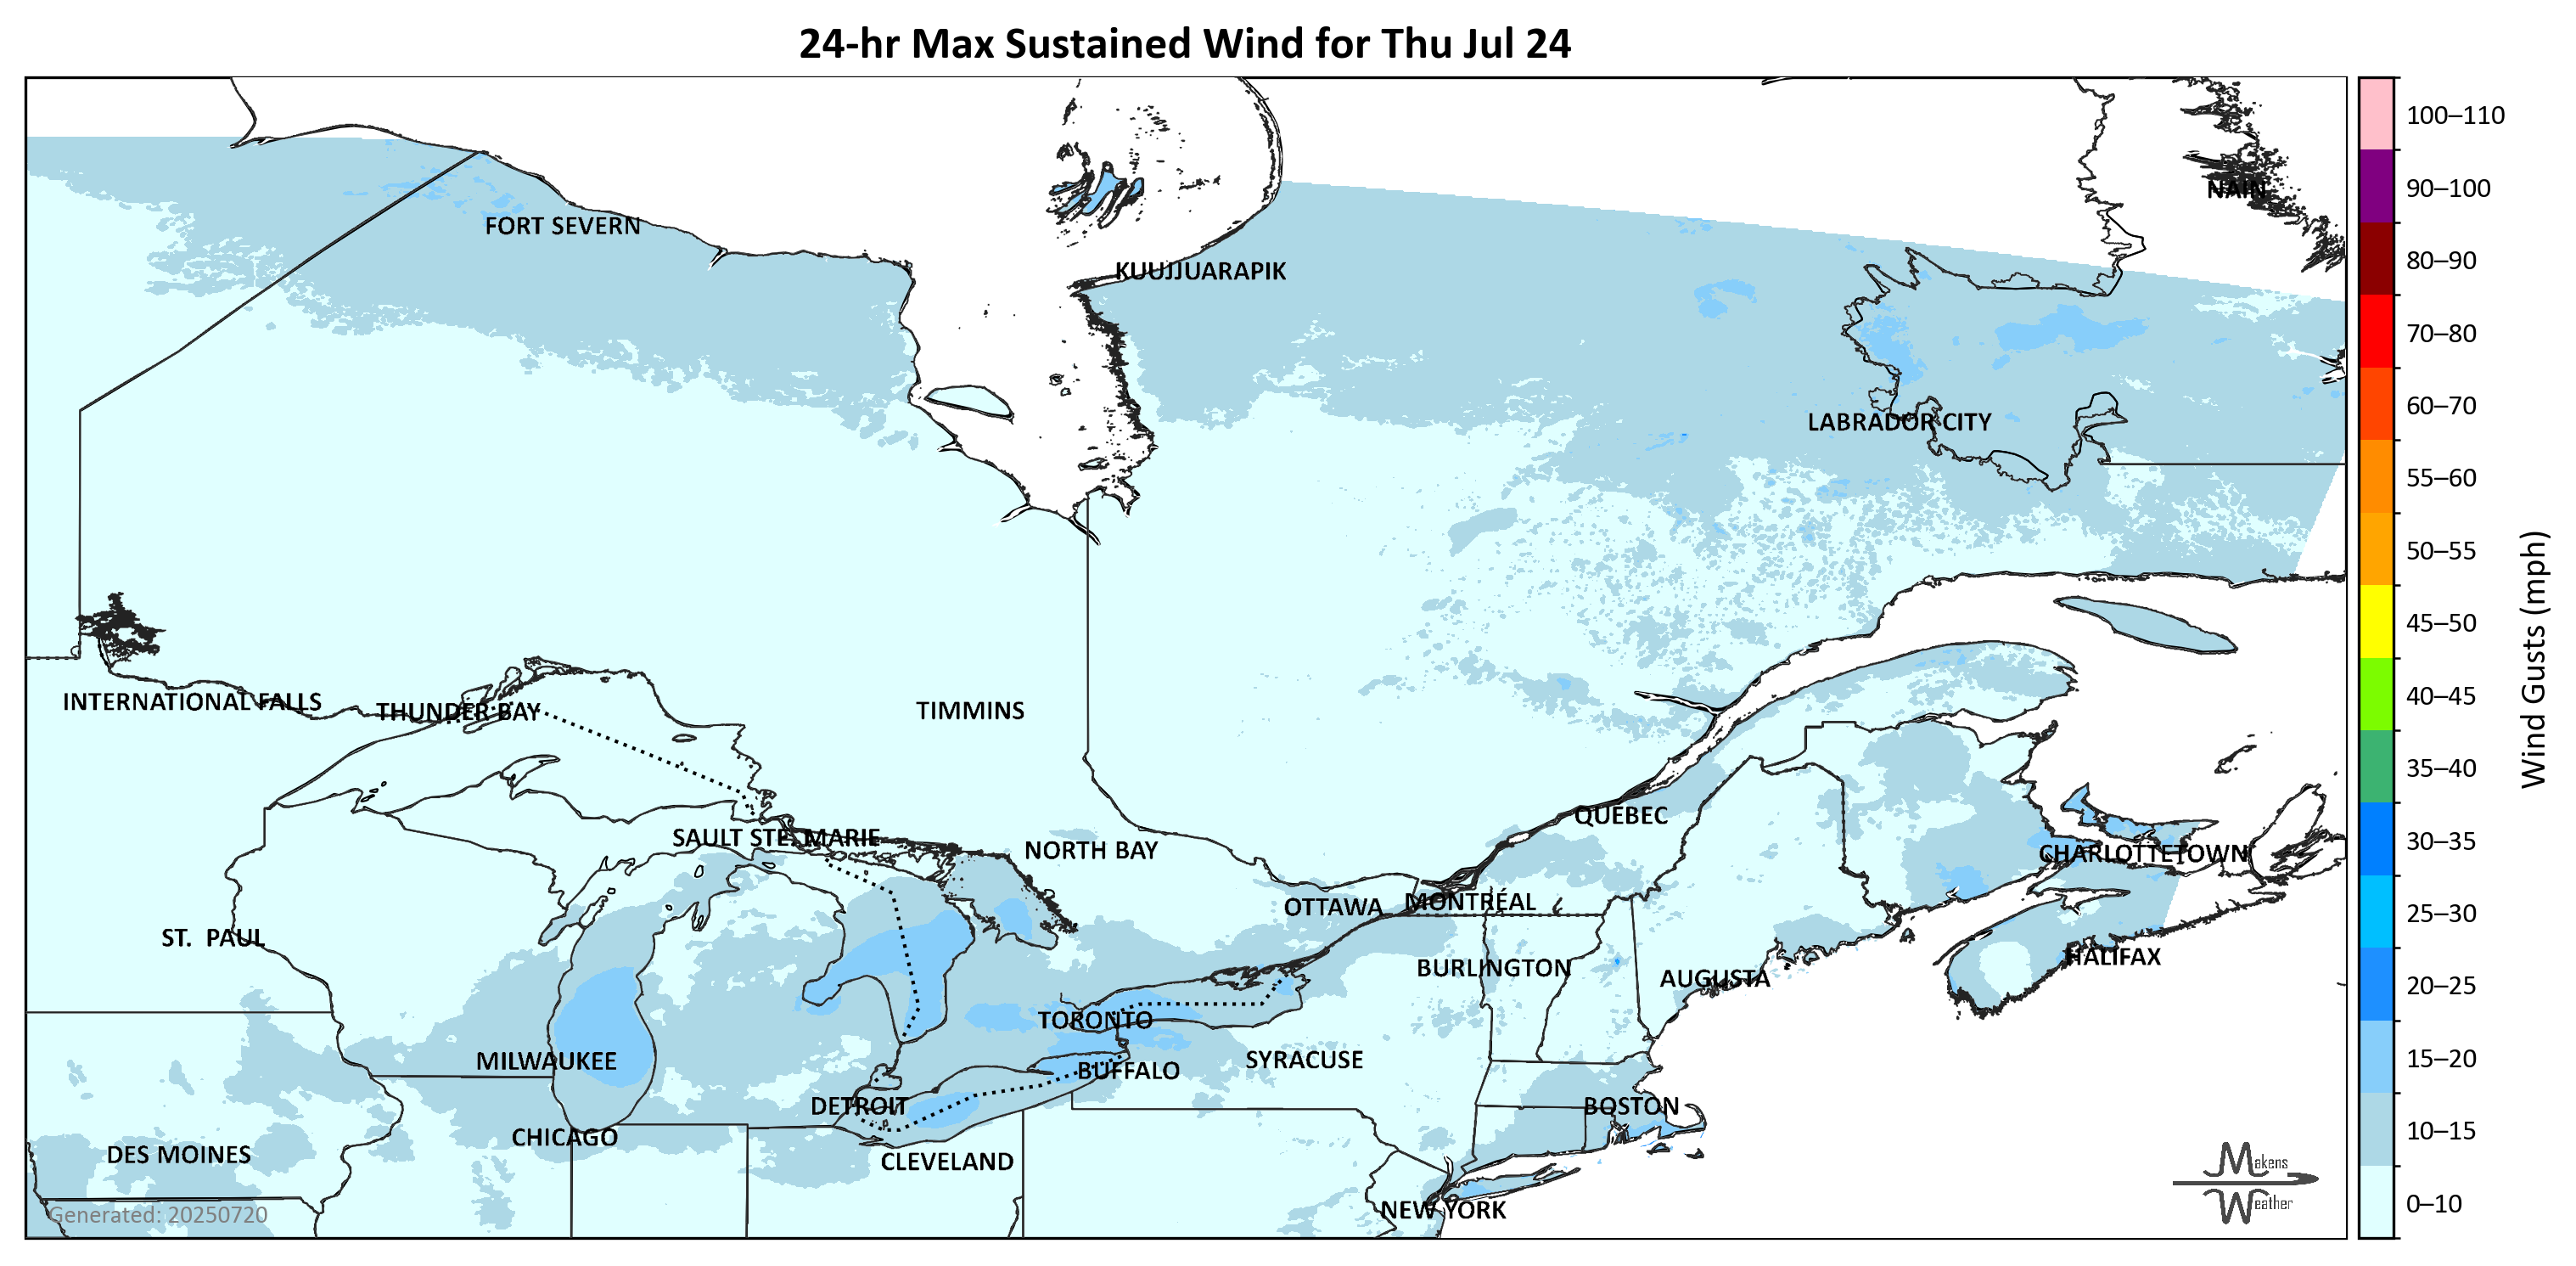 24-hr Max Sustained Wind for Thu Jul 24
100–110
90–100
NAIN
FORT SEVERN
80–90
KUUJJUARAPIK
70–80
60–70
LABRADOR CITY
55–60
50–55
45–50
Wind Gusts (mph)
40–45
INTERNATIONAL FALLS
THUNDER BAY
TIMMINS
35–40
QUEBEC
30–35
SAULT STE. MARIE
NORTH BAY
CHARLOTTETOWN
OTTAWA
MONTRÉAL
25–30
ST. PAUL
HALIFAX
BURLINGTON
AUGUSTA
20–25
TORONTO
MILWAUKEE
SYRACUSE
15–20
BUFFALO
DETROIT
BOSTON
CHICAGO
10–15
DES MOINES
CLEVELAND
Makens
Weather
NEW YORK
0–10
Generated: 20250720